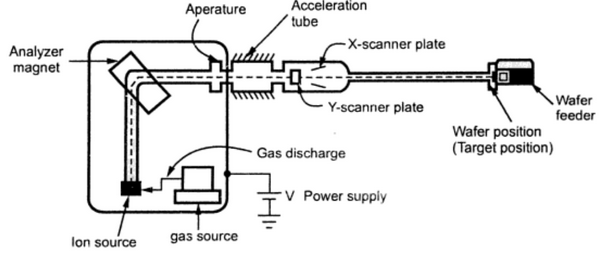 Aperature
Acceleration
tube
Analyzer
magnet
X-scanner plate
Y-scanner plate
Wafer
feeder
Wafer position
(Target position)
Gas discharge
V Power supply
Ion source
gas source